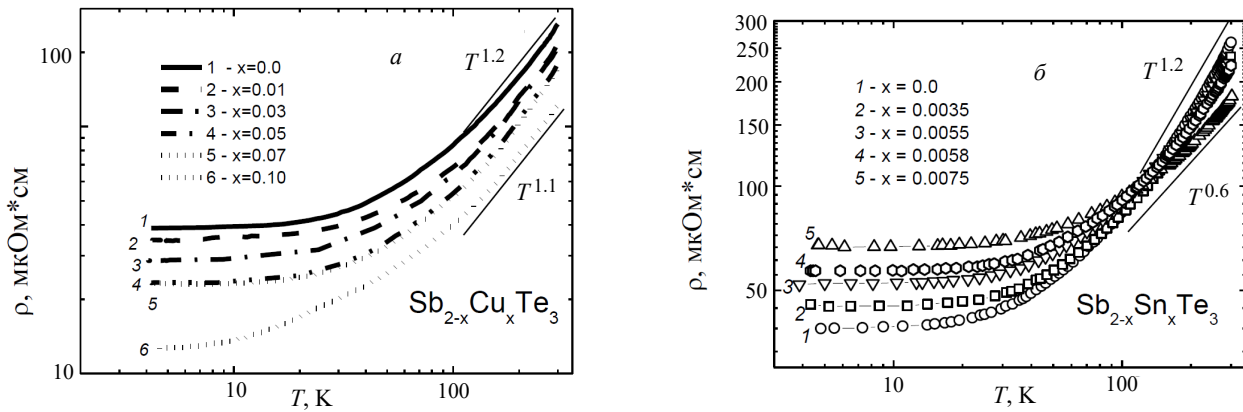 100
10
ρ, мкОм*см
а
1 - x=0.0
2 - x=0.01
3 - x=0.03
4 - x=0.05
5 - x=0.07
6 - x=0.10
T^1.2
T^1.1
1
2
3
4
5
6
Sb2-xCuxTe3
10
100
T, K
300
250
200
150
100
50
ρ, мкОм*см
б
1 - x = 0.0
2 - x = 0.0035
3 - x = 0.0055
4 - x = 0.0058
5 - x = 0.0075
T^1.2
T^0.6
5
4
3
2
1
Sb2-xSnxTe3
10
100
T, K